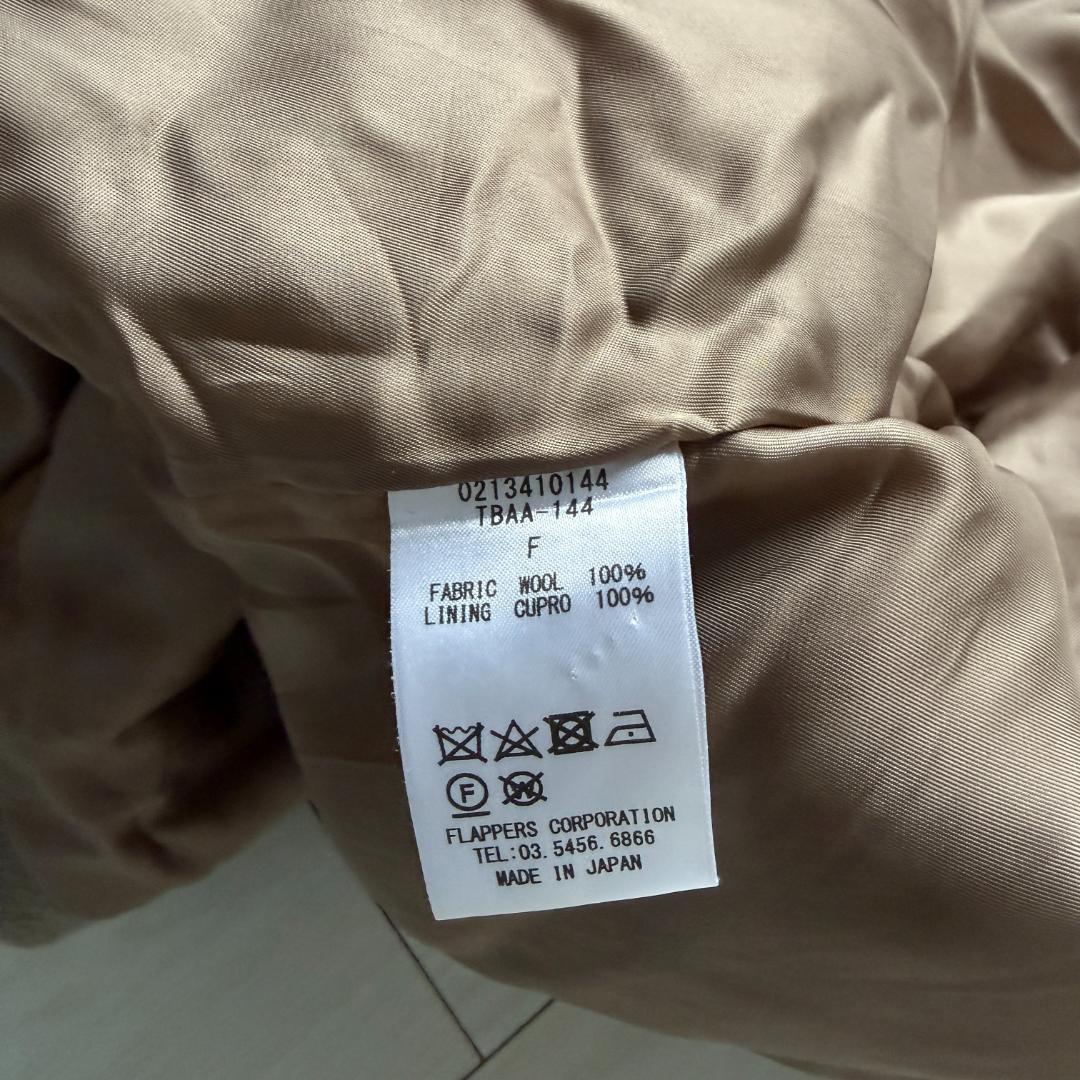 0213410144
TBAA-144
F
FABRIC WOOL 100%
LINING CUPRO 100%
F W
FLAPPERS CORPORATION
TEL:03.5456.6866
MADE IN JAPAN